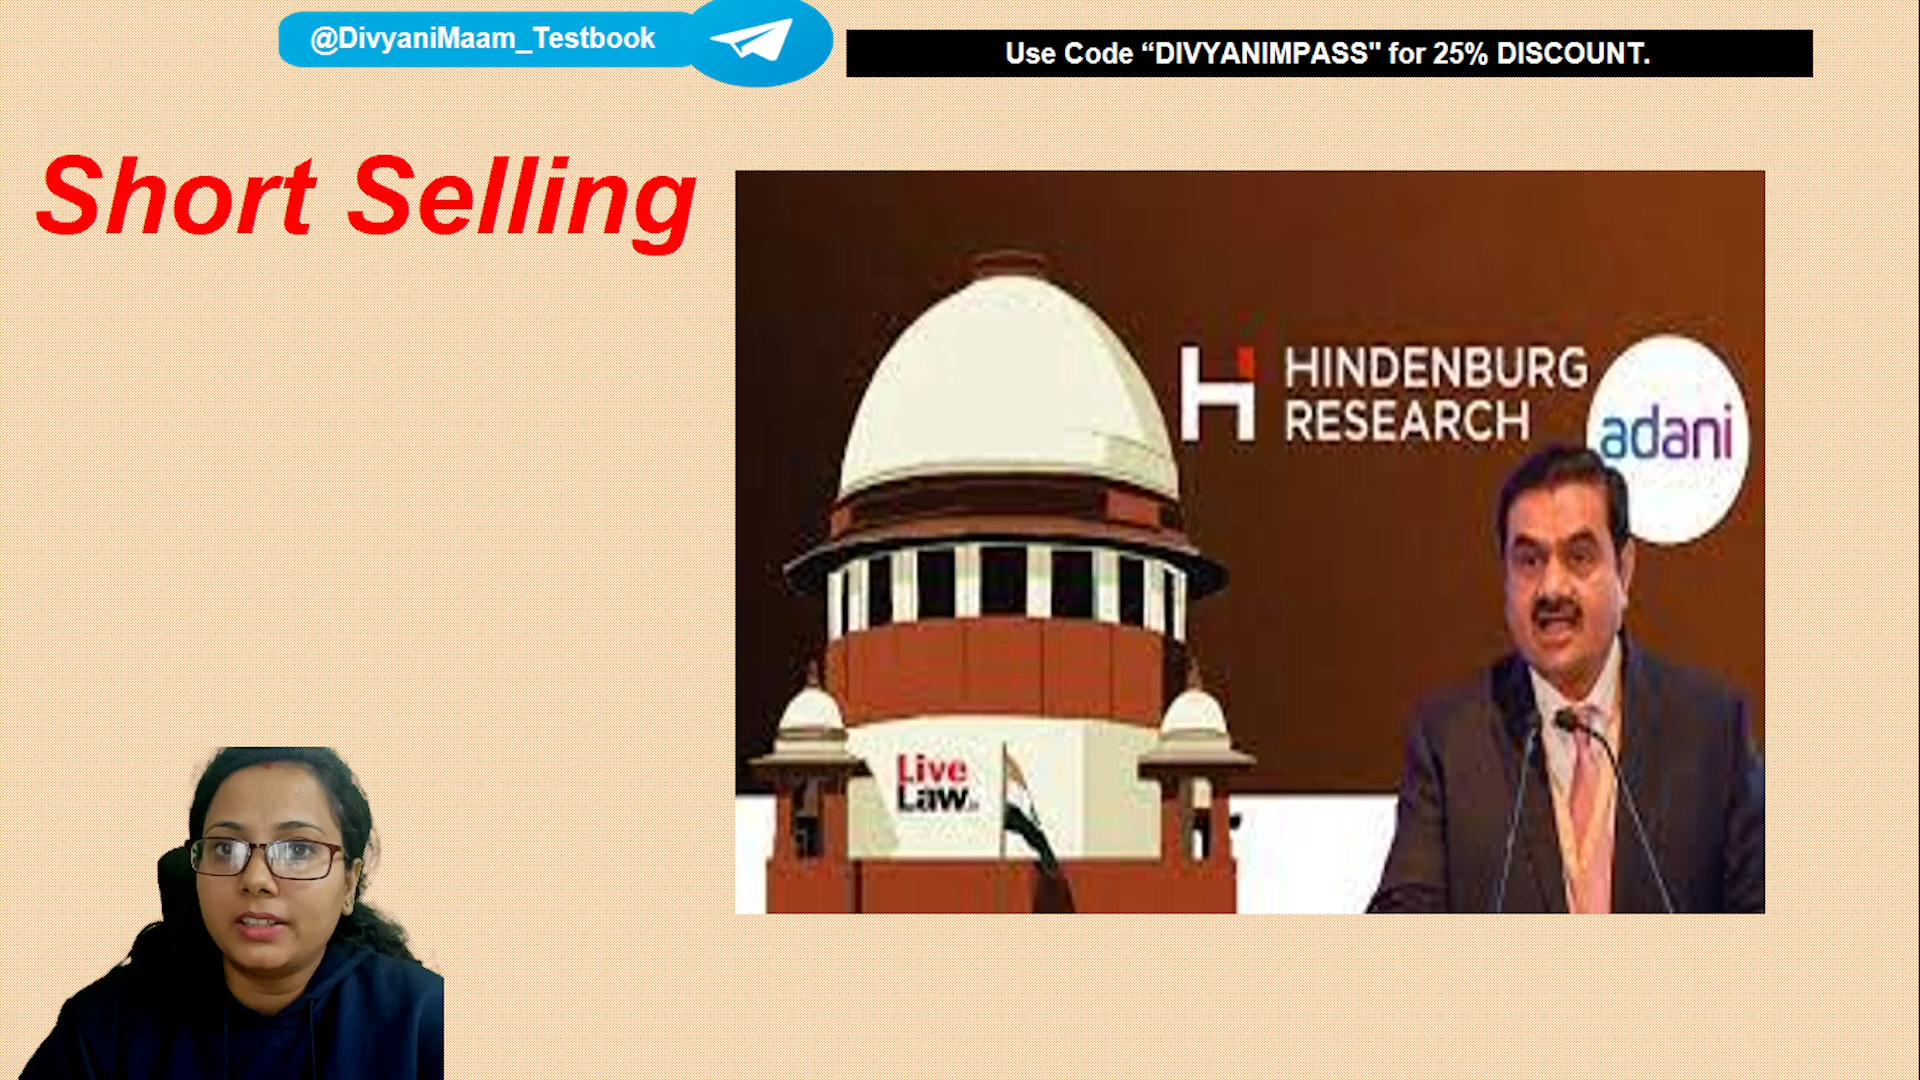 @DivyaniMaam_Testbook
Use Code “DIVYANIMPASS" for 25% DISCOUNT.
Short Selling
HINDENBURG
RESEARCH
adani
Live
Law